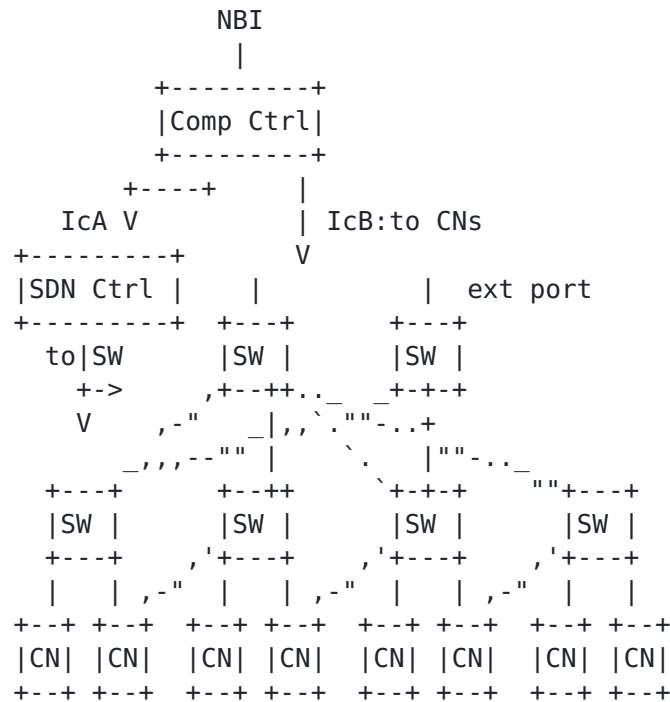 NBI
Comp Ctrl
IcA V
IcB:to CNs
V
SDN Ctrl
ext port
to SW SW SW
V
SW SW SW SW
CN CN CN CN CN CN CN CN